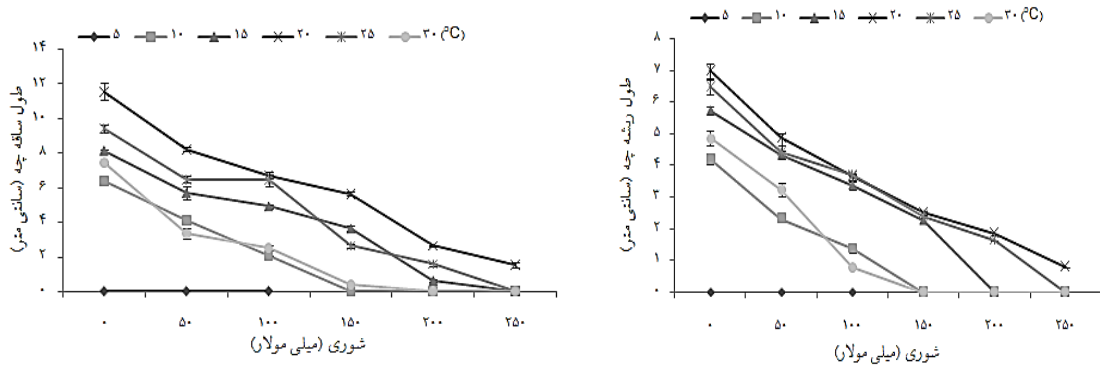 ۵ ۱۰ ۱۵ ۲۰ ۲۵ ۳۰ (°C)
۱۴
۱۲
۱۰
۸
۶
۴
۲
۰
طول ساقه چه (سانتی متر)
۰ ۵۰ ۱۰۰ ۱۵۰ ۲۰۰ ۲۵۰
شوری (میلی مولار)
۵ ۱۰ ۱۵ ۲۰ ۲۵ ۳۰ (°C)
۸
۷
۶
۵
۴
۳
۲
۱
۰
طول ریشه چه (سانتی متر)
۰ ۵۰ ۱۰۰ ۱۵۰ ۲۰۰ ۲۵۰
شوری (میلی مولار)